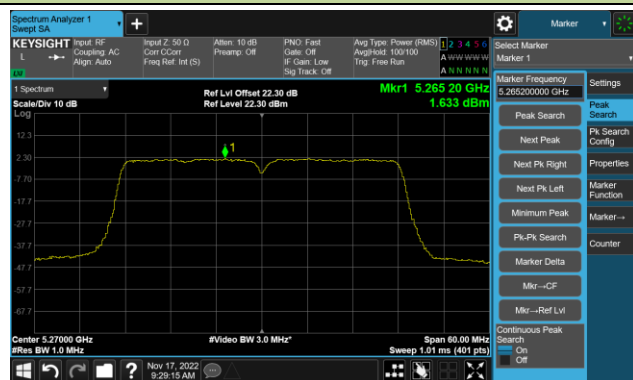 Spectrum Analyzer 1
Swept SA
Marker
KEYSIGHT
L
Input: RF
Coupling: AC
Align: Auto
Input Z: 50 Ω
Corr CCorr
Freq Ref: Int (S)
Atten: 10 dB
Preamp: Off
PNO: Fast
Gate: Off
IF Gain: Low
Sig Track: Off
Avg Type: Power (RMS)
Avg|Hold: 100/100
Trig: Free Run
1 2 3 4 5 6
A W W W W W
A N N N N N
Select Marker
Marker 1
1 Spectrum
Scale/Div 10 dB
Log
Ref Lvl Offset 22.30 dB
Ref Level 22.30 dBm
Mkr1 5.265 20 GHz
1.633 dBm
12.3
2.30
-7.70
-17.7
-27.7
-37.7
-47.7
-57.7
-67.7
1
Center 5.27000 GHz
#Res BW 1.0 MHz
#Video BW 3.0 MHz*
Span 60.00 MHz
Sweep 1.01 ms (401 pts)
Marker Frequency
5.265200000 GHz
Peak Search
Next Peak
Next Pk Right
Next Pk Left
Minimum Peak
Pk-Pk Search
Marker Delta
Mkr→CF
Mkr→Ref Lvl
Continuous Peak
Search
On
Off
Settings
Peak
Search
Pk Search
Config
Properties
Marker
Function
Marker→
Counter
?
Nov 17, 2022
9:29:15 AM